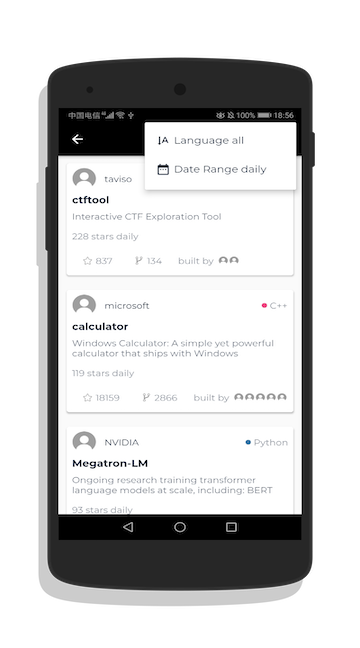 中国电信 100% 18:56
Language all
Date Range daily
taviso
ctftool
Interactive CTF Exploration Tool
228 stars daily
837 134 built by
microsoft C++
calculator
Windows Calculator: A simple yet powerful
calculator that ships with Windows
119 stars daily
18159 2866 built by
NVIDIA Python
Megatron-LM
Ongoing research training transformer
language models at scale, including: BERT
93 stars daily